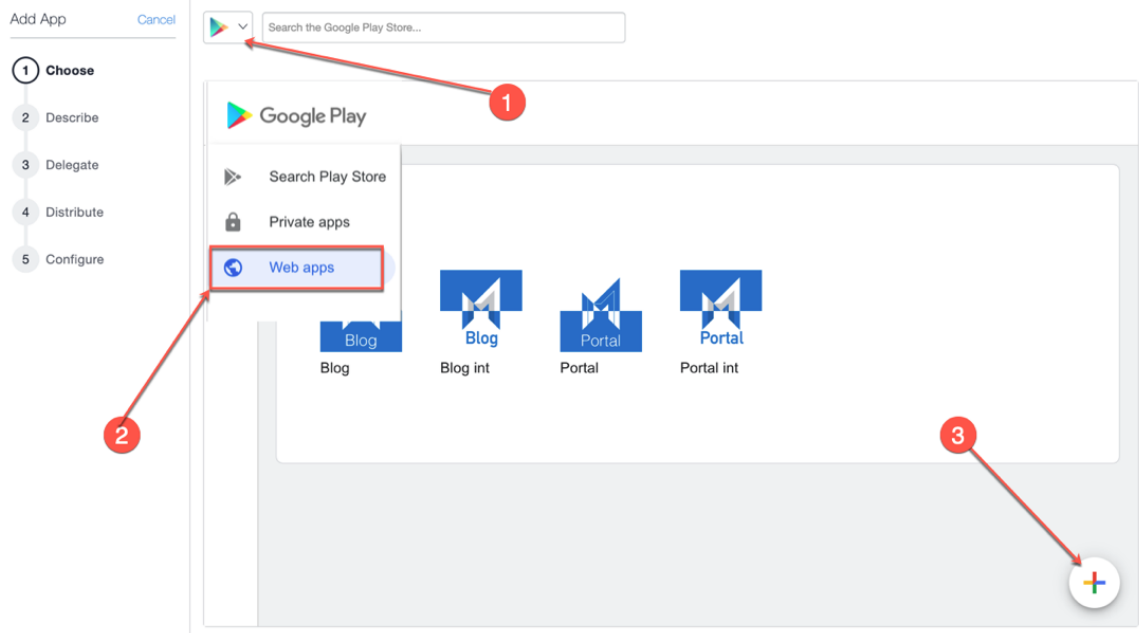 Add App
Cancel
1 Choose
2 Describe
3 Delegate
4 Distribute
5 Configure
Search the Google Play Store...
1
Google Play
Search Play Store
Private apps
Web apps
Blog
Blog
Portal
Portal
Blog
Blog int
Portal
Portal int
2
3